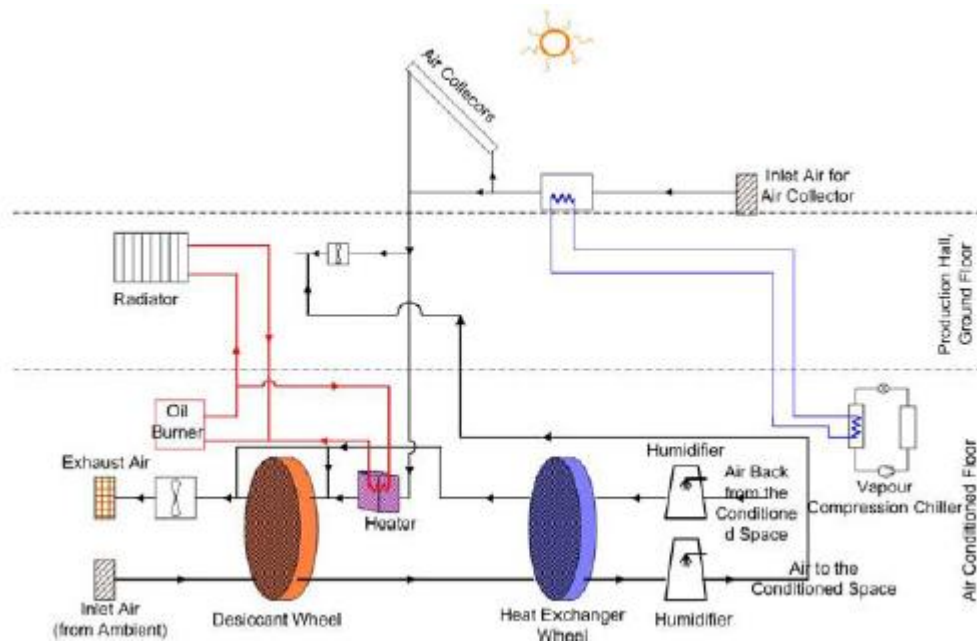 Air Collecors
Inlet Air for
Air Collector
Radiator
Production Hall,
Ground Floor
Oil
Burner
Exhaust Air
Heater
Humidifier
Air Back
from the
Conditione
d Space
Vapour
Compression Chiller
Air Conditioned Floor
Inlet Air
(from Ambient)
Desiccant Wheel
Heat Exchanger
Wheel
Humidifier
Air to the
Conditioned Space